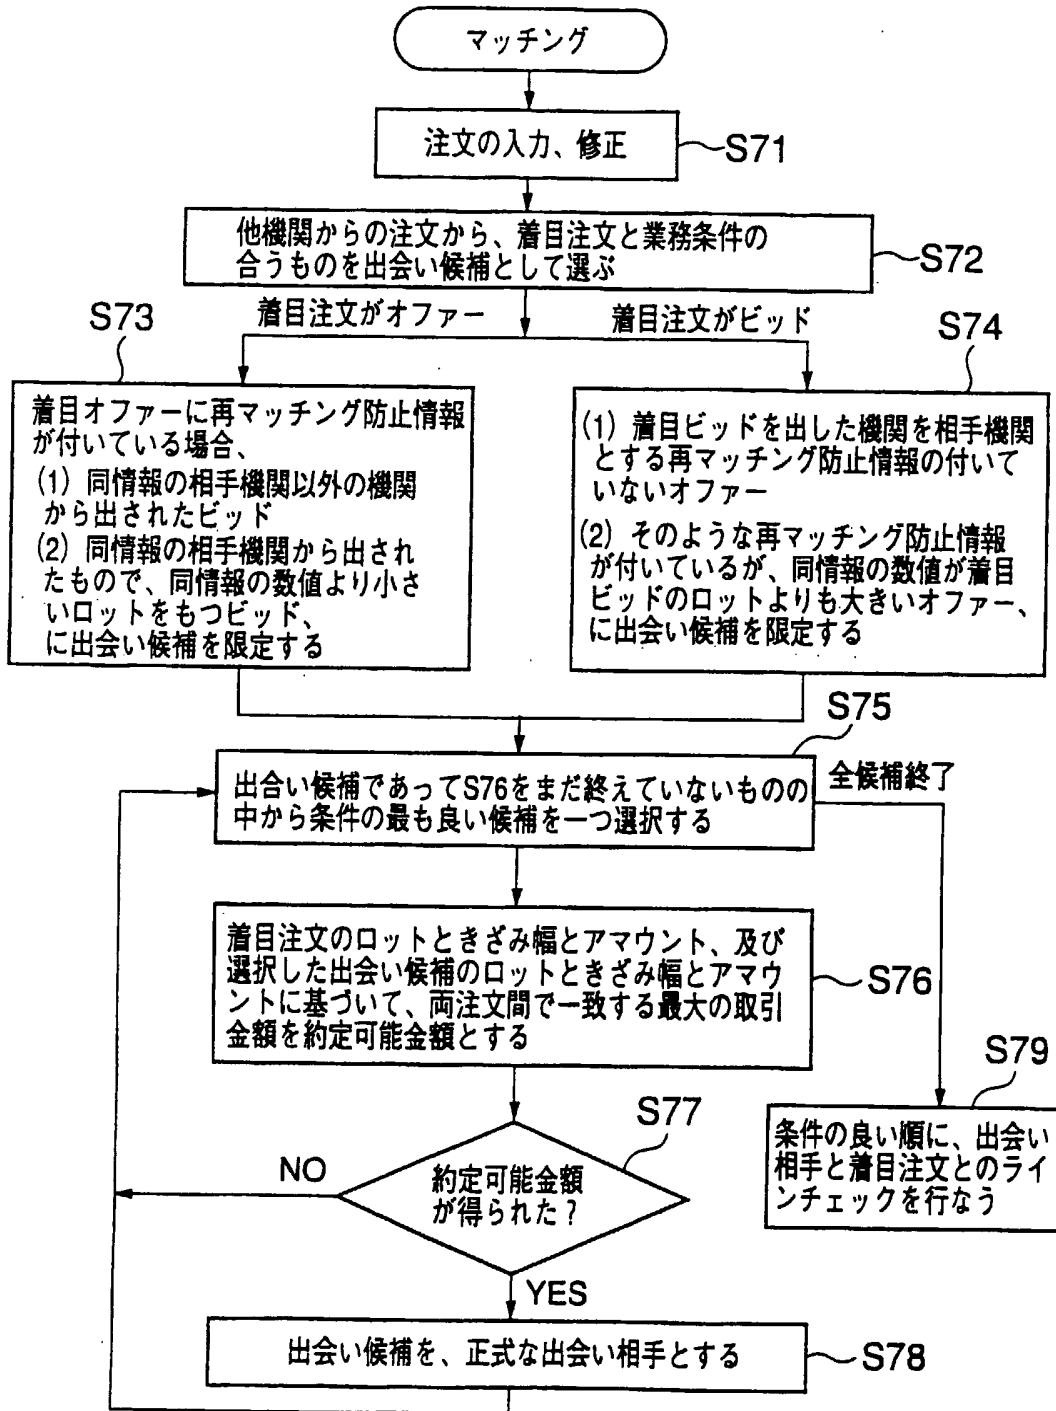 マッチング
注文の入力、修正
S71
他機関からの注文から、着目注文と業務条件の
合うものを出会い候補として選ぶ
S72
着目注文がオファー
着目注文がビッド
S73
着目オファーに再マッチング防止情報
が付いている場合、
(1) 同情報の相手機関以外の機関
から出されたビッド
(2) 同情報の相手機関から出され
たもので、同情報の数値より小さ
いロットをもつビッド、
に出会い候補を限定する
S74
(1) 着目ビッドを出した機関を相手機関
とする再マッチング防止情報の付いて
いないオファー
(2) そのような再マッチング防止情報
が付いているが、同情報の数値が着目
ビッドのロットよりも大きいオファー、
に出会い候補を限定する
S75
出合い候補であってS76をまだ終えていないものの
中から条件の最も良い候補を一つ選択する
全候補終了
着目注文のロットときざみ幅とアマウント、及び
選択した出会い候補のロットときざみ幅とアマウ
ントに基づいて、両注文間で一致する最大の取引
金額を約定可能金額とする
S76
S77
約定可能金額
が得られた?
NO
YES
S79
条件の良い順に、出会い
相手と着目注文とのライ
ンチェックを行なう
出会い候補を、正式な出会い相手とする
S78